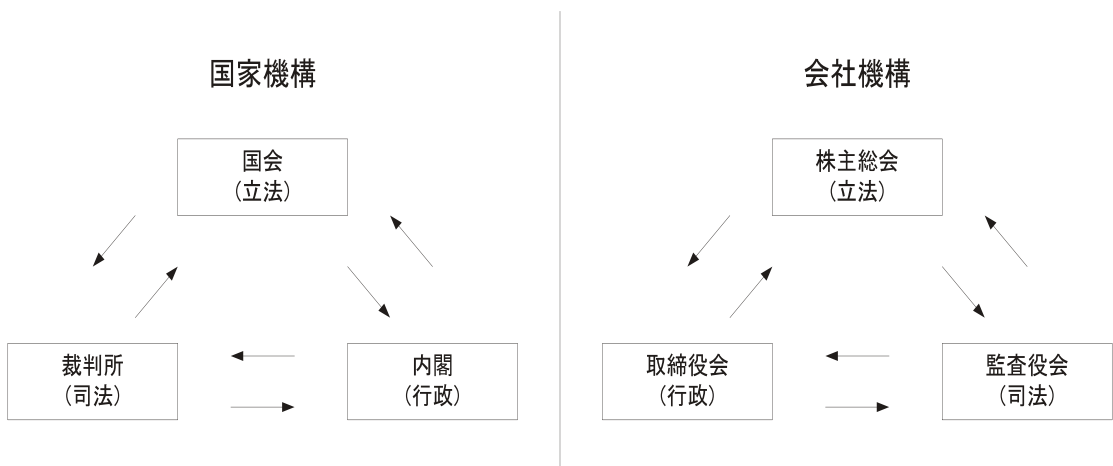 国家機構
国会
（立法）
裁判所
（司法）
内閣
（行政）
会社機構
株主総会
（立法）
取締役会
（行政）
監査役会
（司法）